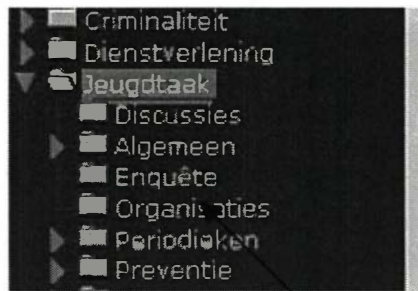 Criminaliteit
Dienstverlening
Jeugdtaak
Discussies
Algemeen
Enquête
Organisaties
Periodieken
Preventie